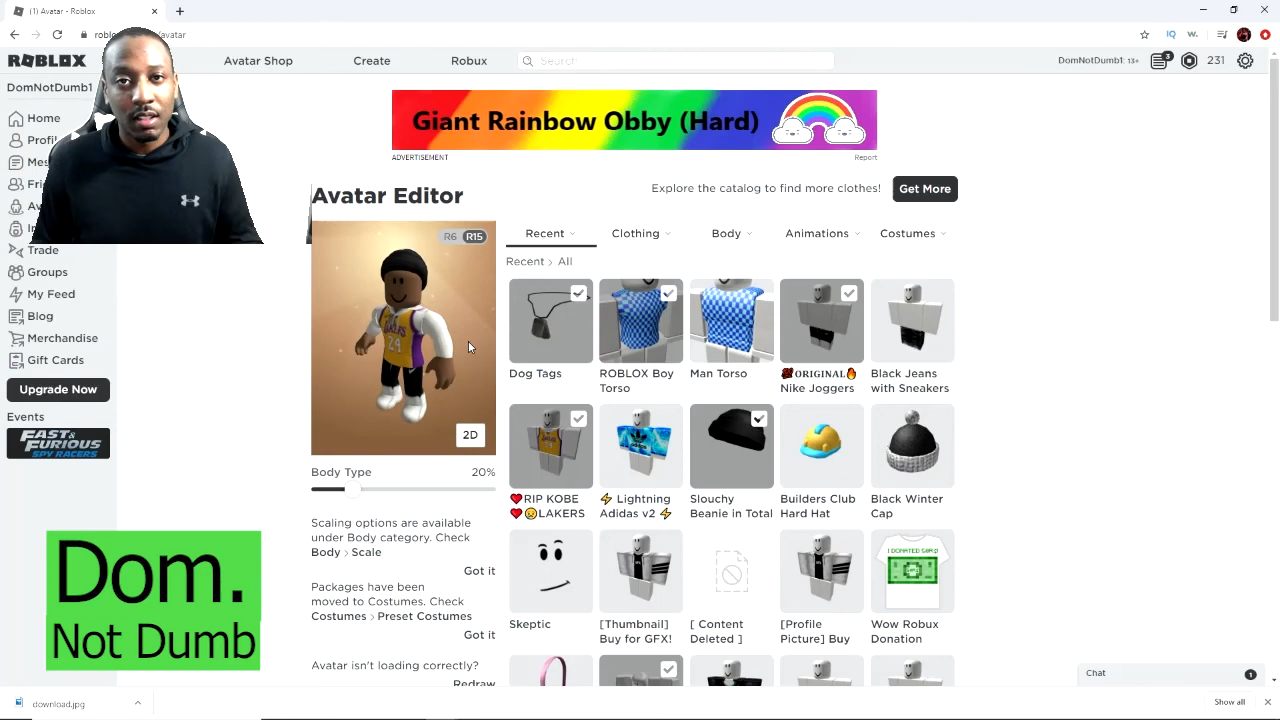 (1) Avatar - Roblox
/avatar
IQ
W.
ROBLOX
Avatar Shop
Create
Robux
Search
DomNotDumb1: 13+
3
231
DomNotDumb1
Home
Trade
Groups
My Feed
Blog
Merchandise
Gift Cards
Upgrade Now
Events
FAST &
FURIOUS
SPY RACERS
Giant Rainbow Obby (Hard)
ADVERTISEMENT
Report
Avatar Editor
Explore the catalog to find more clothes!
Get More
R6
R15
LAKERS
24
2D
Body Type
20%
Scaling options are available
under Body category. Check
Body > Scale
Got it
Packages have been
moved to Costumes. Check
Costumes > Preset Costumes
Got it
Avatar isn't loading correctly?
Redraw
Recent
Clothing
Body
Animations
Costumes
Recent > All
Dog Tags
ROBLOX Boy
Torso
Man Torso
ORIGINAL
Nike Joggers
Black Jeans
with Sneakers
RIP KOBE
LAKERS
Lightning
Adidas v2
Slouchy
Beanie in Total
Builders Club
Hard Hat
Black Winter
Cap
Skeptic
[Thumbnail]
Buy for GFX!
[ Content
Deleted ]
[Profile
Picture] Buy
Wow Robux
Donation
Dom.
Not Dumb
Chat
1
download.jpg
Show all